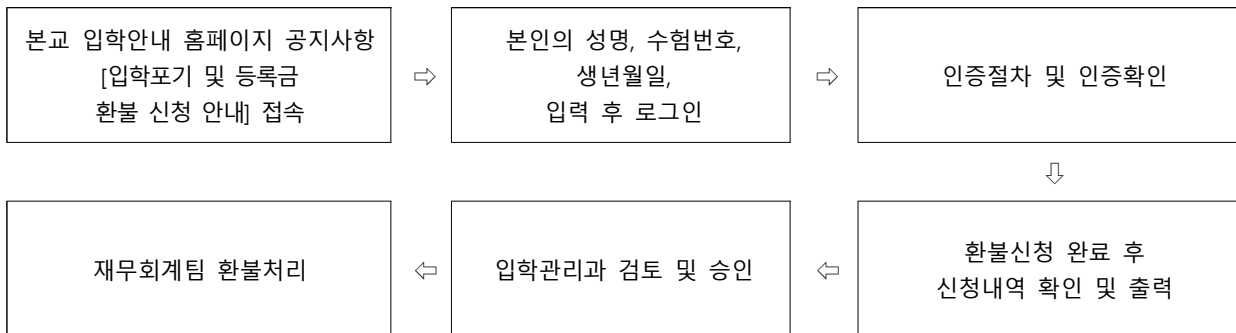 본교 입학안내 홈페이지 공지사항
[입학포기 및 등록금
환불 신청 안내] 접속
⇨
본인의 성명, 수험번호,
생년월일,
입력 후 로그인
⇨
인증절차 및 인증확인
⇩
환불신청 완료 후
신청내역 확인 및 출력
⇦
입학관리과 검토 및 승인
⇦
재무회계팀 환불처리